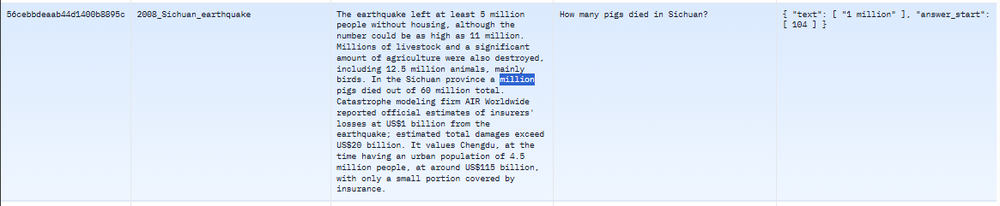 56cebbdeaab44d1400b8895c
2008_Sichuan_earthquake
The earthquake left at least 5 million
people without housing, although the
number could be as high as 11 million.
Millions of livestock and a significant
amount of agriculture were also destroyed,
including 12.5 million animals, mainly
birds. In the Sichuan province a million
pigs died out of 60 million total.
Catastrophe modeling firm AIR Worldwide
reported official estimates of insurers'
losses at US$1 billion from the
earthquake; estimated total damages exceed
US$20 billion. It values Chengdu, at the
time having an urban population of 4.5
million people, at around US$115 billion,
with only a small portion covered by
insurance.
How many pigs died in Sichuan?
{ "text": [ "1 million" ], "answer_start":
[ 104 ] }